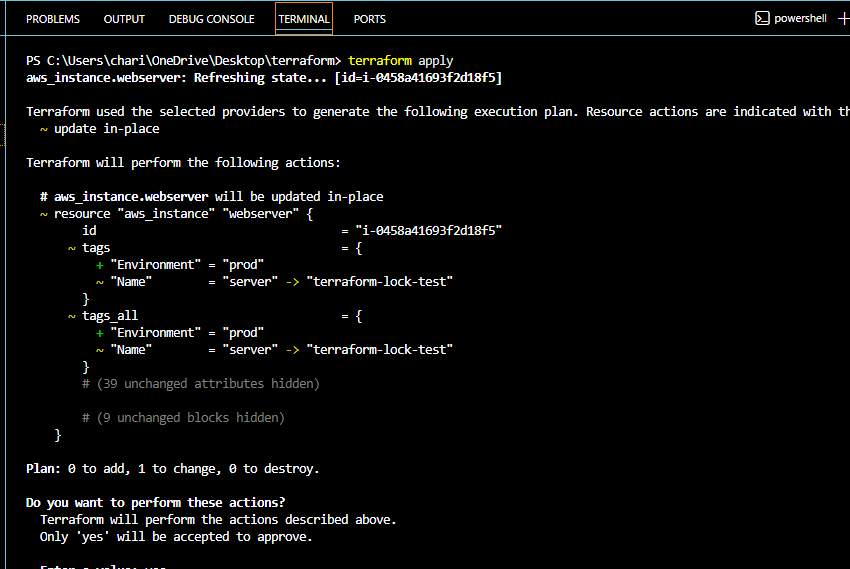 PROBLEMS OUTPUT DEBUG CONSOLE TERMINAL PORTS powershell
PS C:\Users\chari\OneDrive\Desktop\terraform> terraform apply
aws_instance.webserver: Refreshing state... [id=i-0458a41693f2d18f5]
Terraform used the selected providers to generate the following execution plan. Resource actions are indicated with
~ update in-place
Terraform will perform the following actions:
# aws_instance.webserver will be updated in-place
~ resource "aws_instance" "webserver" {
id = "i-0458a41693f2d18f5"
~ tags = {
+ "Environment" = "prod"
~ "Name" = "server" -> "terraform-lock-test"
}
~ tags_all = {
+ "Environment" = "prod"
~ "Name" = "server" -> "terraform-lock-test"
}
# (39 unchanged attributes hidden)
# (9 unchanged blocks hidden)
}
Plan: 0 to add, 1 to change, 0 to destroy.
Do you want to perform these actions?
Terraform will perform the actions described above.
Only 'yes' will be accepted to approve.